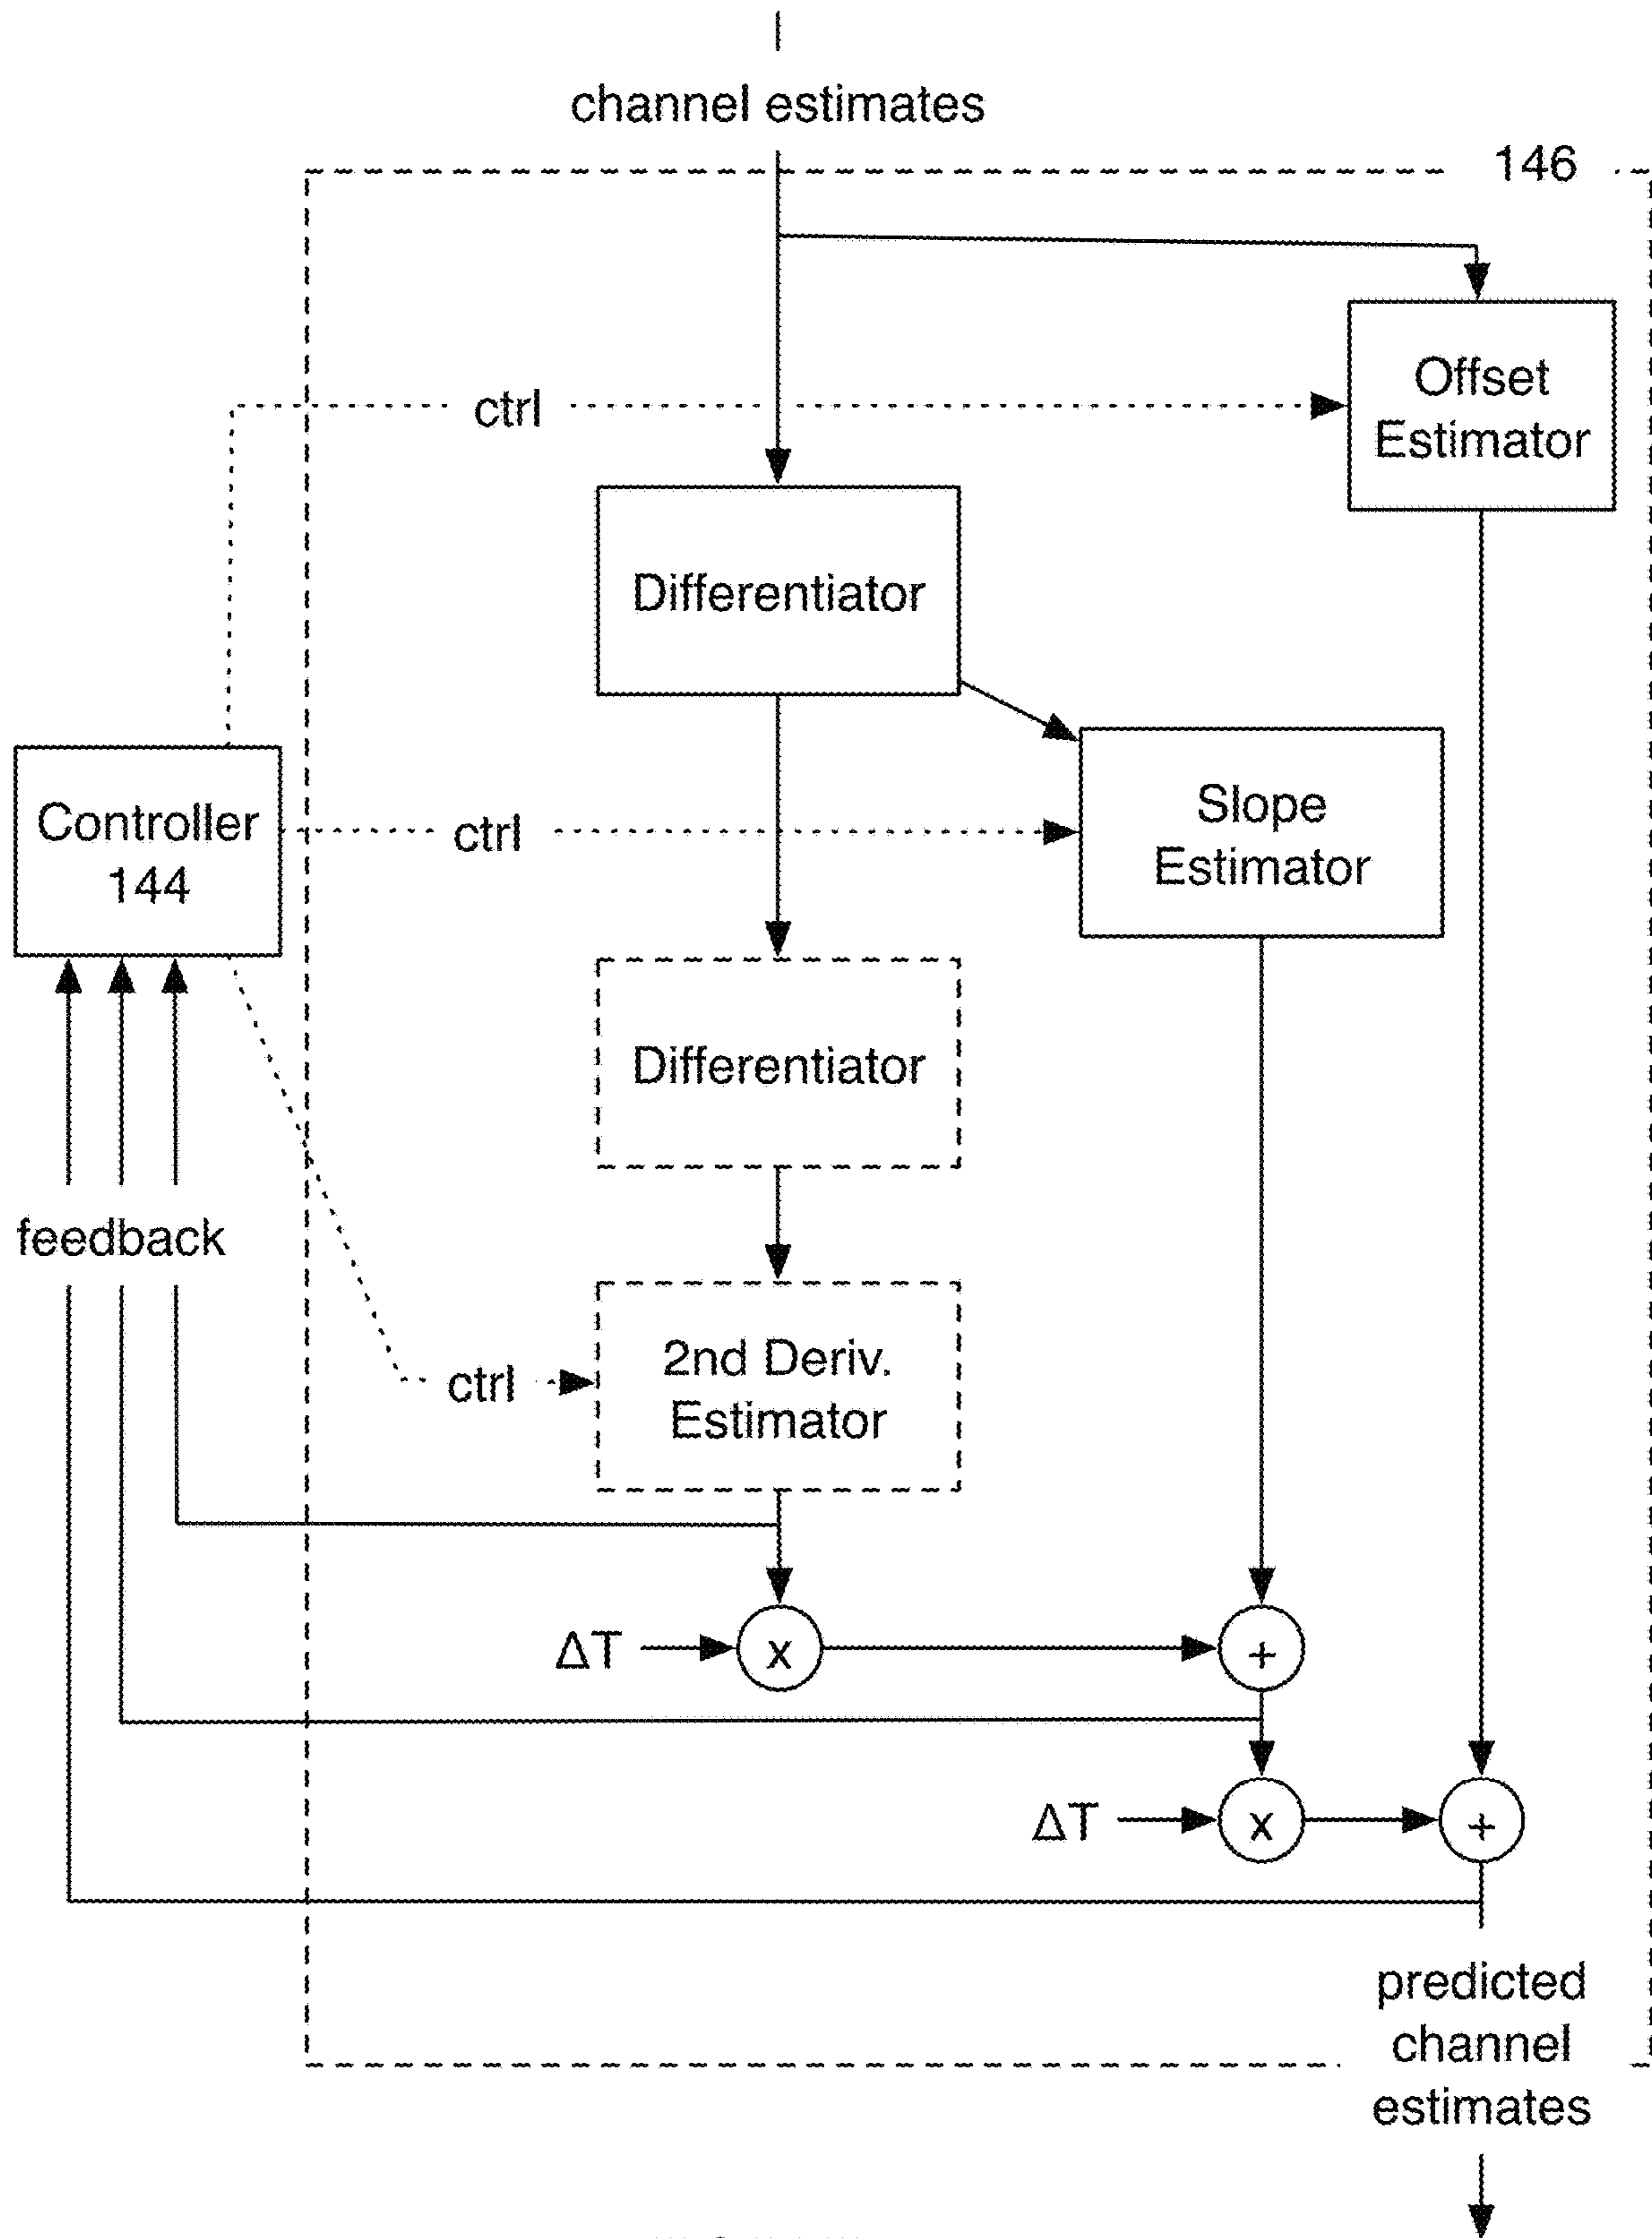 channel estimates
146
ctrl
Offset
Estimator
Differentiator
Controller
144
ctrl
Slope
Estimator
Differentiator
feedback
ctrl
2nd Deriv.
Estimator
ΔT
x
+
ΔT
x
+
predicted
channel
estimates